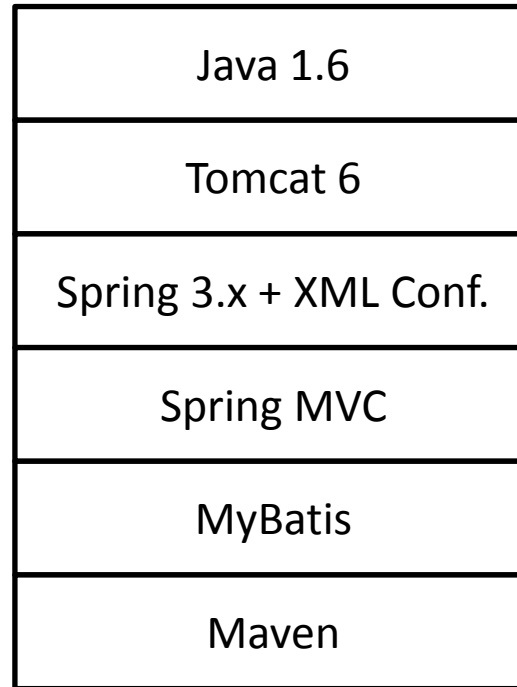 Java 1.6
Tomcat 6
Spring 3.x + XML Conf.
Spring MVC
MyBatis
Maven